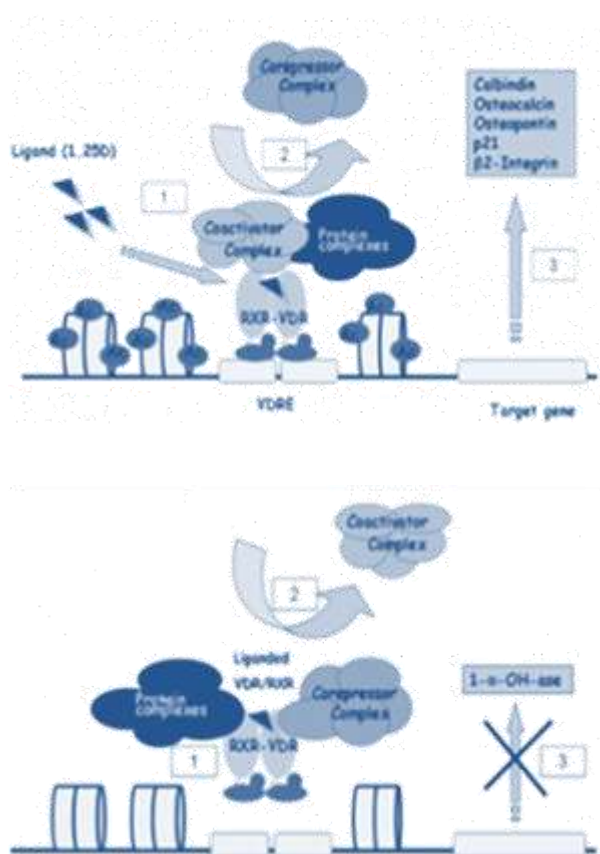 Corepressor
Complex
Calbindin
Osteocalcin
Osteopontin
p21
β2-Integrin
Ligand (1,25D)
2
1
Coactivator
Complex
Protein
complexes
3
RXR-VDR
VDRE
Target gene
Coactivator
Complex
2
Liganded
VDR/RXR
Protein
complexes
Corepressor
Complex
1-α-OH-ase
RXR-VDR
1
3